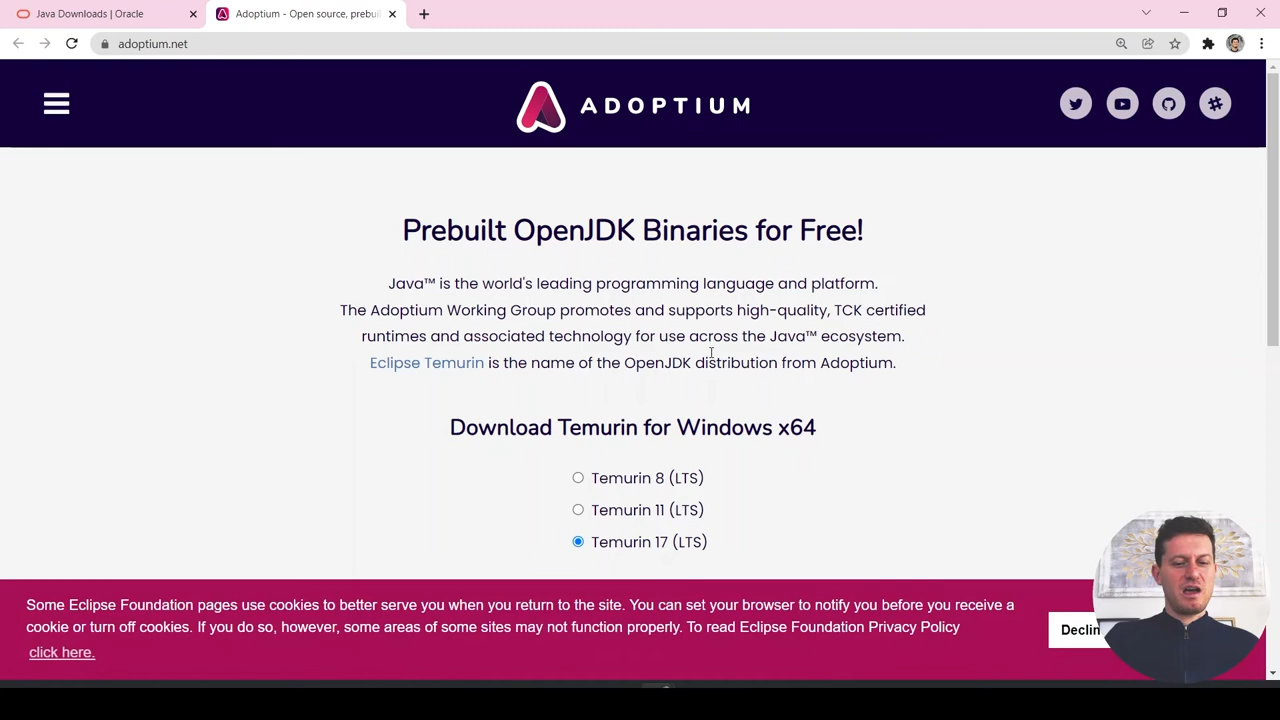 Java Downloads | Oracle
Adoptium - Open source, prebui
adoptium.net
ADOPTIUM
Prebuilt OpenJDK Binaries for Free!
Java™ is the world's leading programming language and platform.
The Adoptium Working Group promotes and supports high-quality, TCK certified
runtimes and associated technology for use across the Java™ ecosystem.
Eclipse Temurin is the name of the OpenJDK distribution from Adoptium.
Download Temurin for Windows x64
Temurin 8 (LTS)
Temurin 11 (LTS)
Temurin 17 (LTS)
Some Eclipse Foundation pages use cookies to better serve you when you return to the site. You can set your browser to notify you before you receive a
cookie or turn off cookies. If you do so, however, some areas of some sites may not function properly. To read Eclipse Foundation Privacy Policy
click here.
Declin